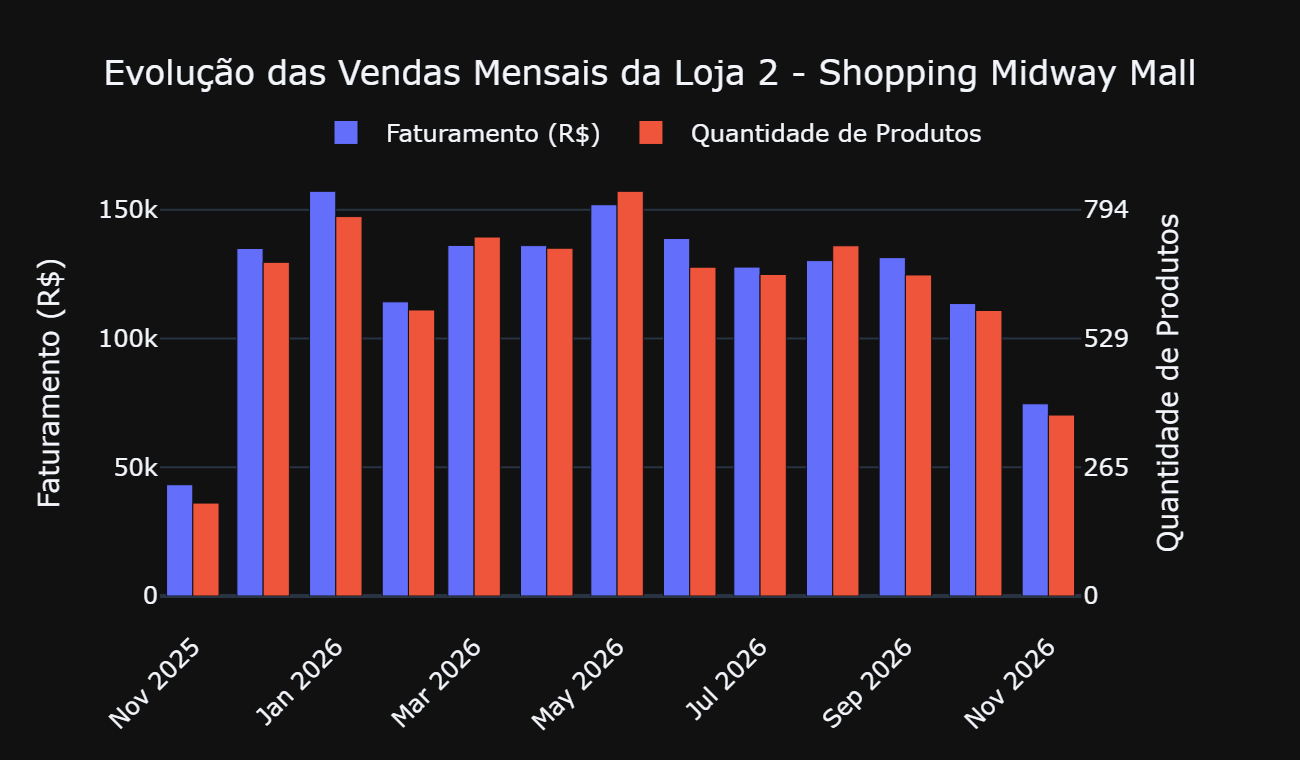 Evolução das Vendas Mensais da Loja 2 - Shopping Midway Mall
Faturamento (R$)
Quantidade de Produtos
Faturamento (R$)
150k
100k
50k
0
794
529
265
0
Quantidade de Produtos
Nov 2025
Jan 2026
Mar 2026
May 2026
Jul 2026
Sep 2026
Nov 2026